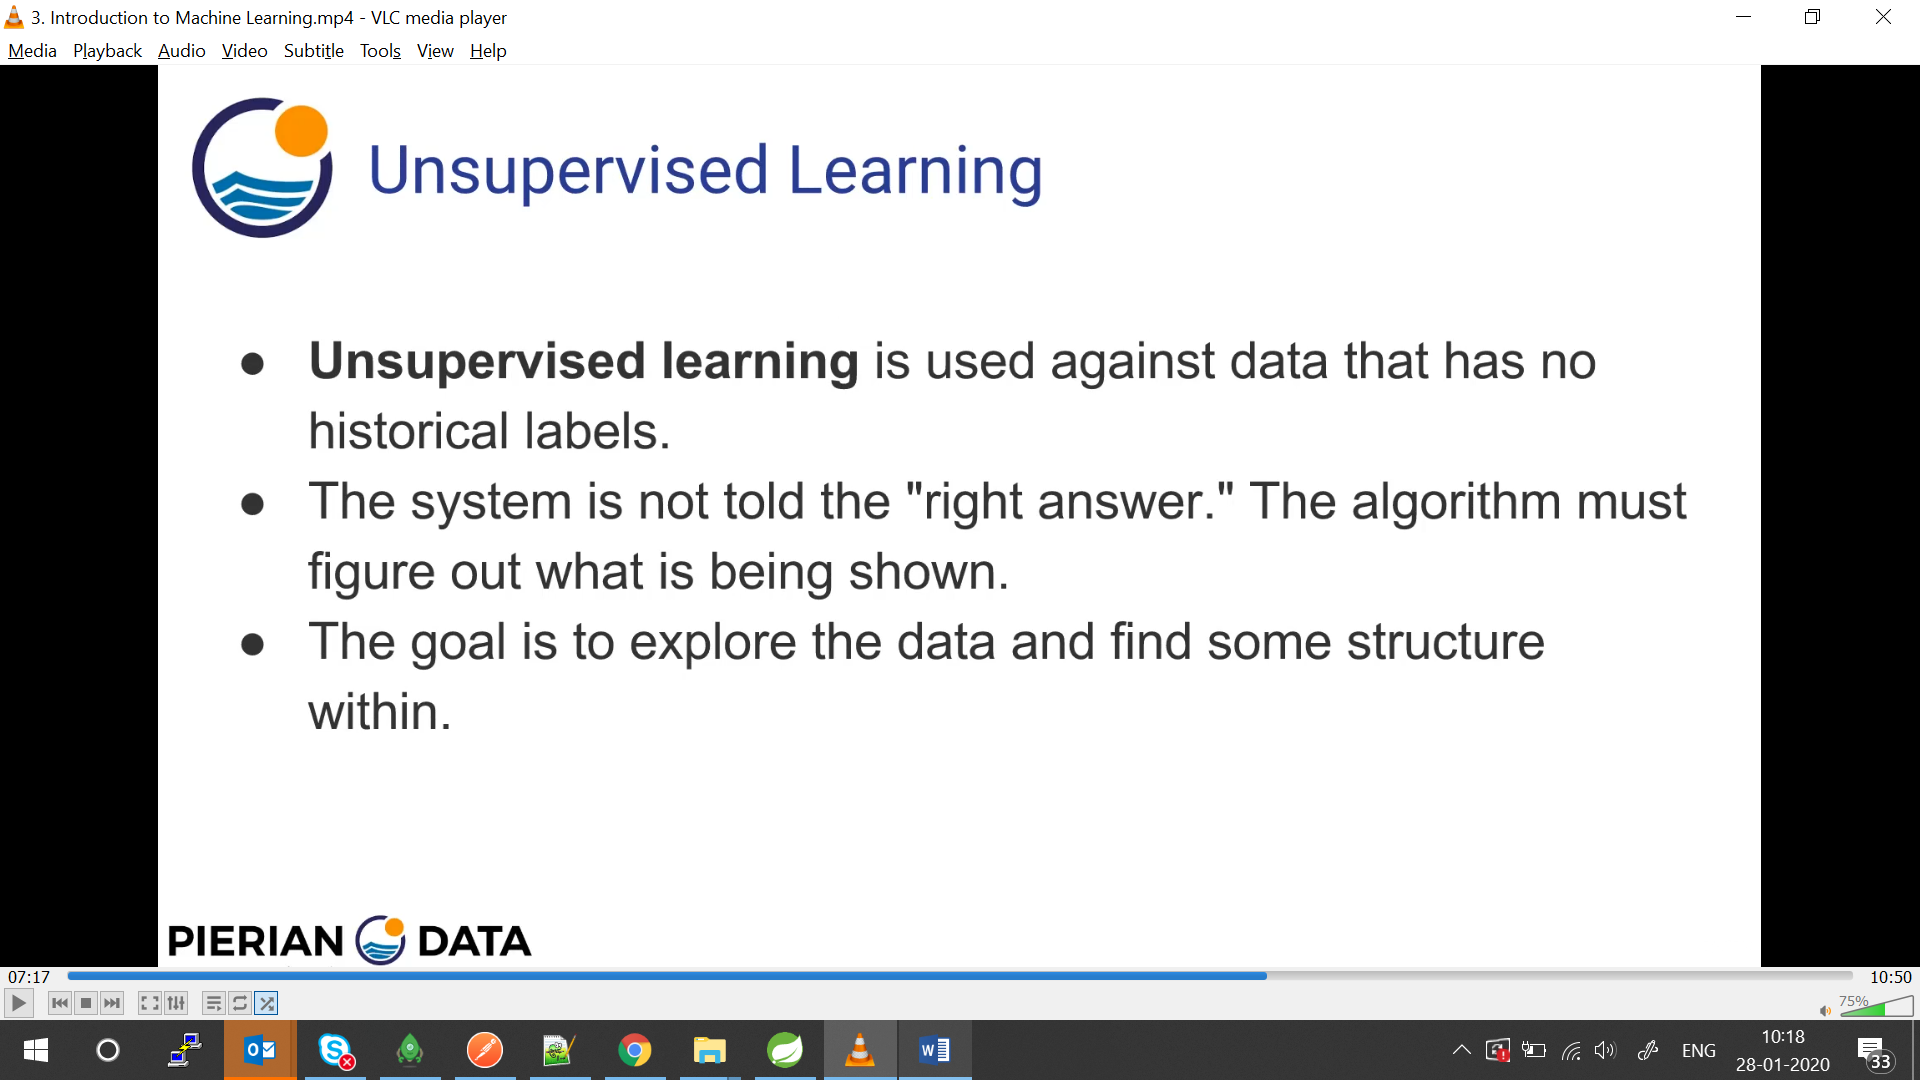 3. Introduction to Machine Learning.mp4 - VLC media player
Media Playback Audio Video Subtitle Tools View Help
Unsupervised Learning
● Unsupervised learning is used against data that has no
historical labels.
● The system is not told the "right answer." The algorithm must
figure out what is being shown.
● The goal is to explore the data and find some structure
within.
PIERIAN DATA
07:17
10:50
75%
ENG
10:18
28-01-2020
33